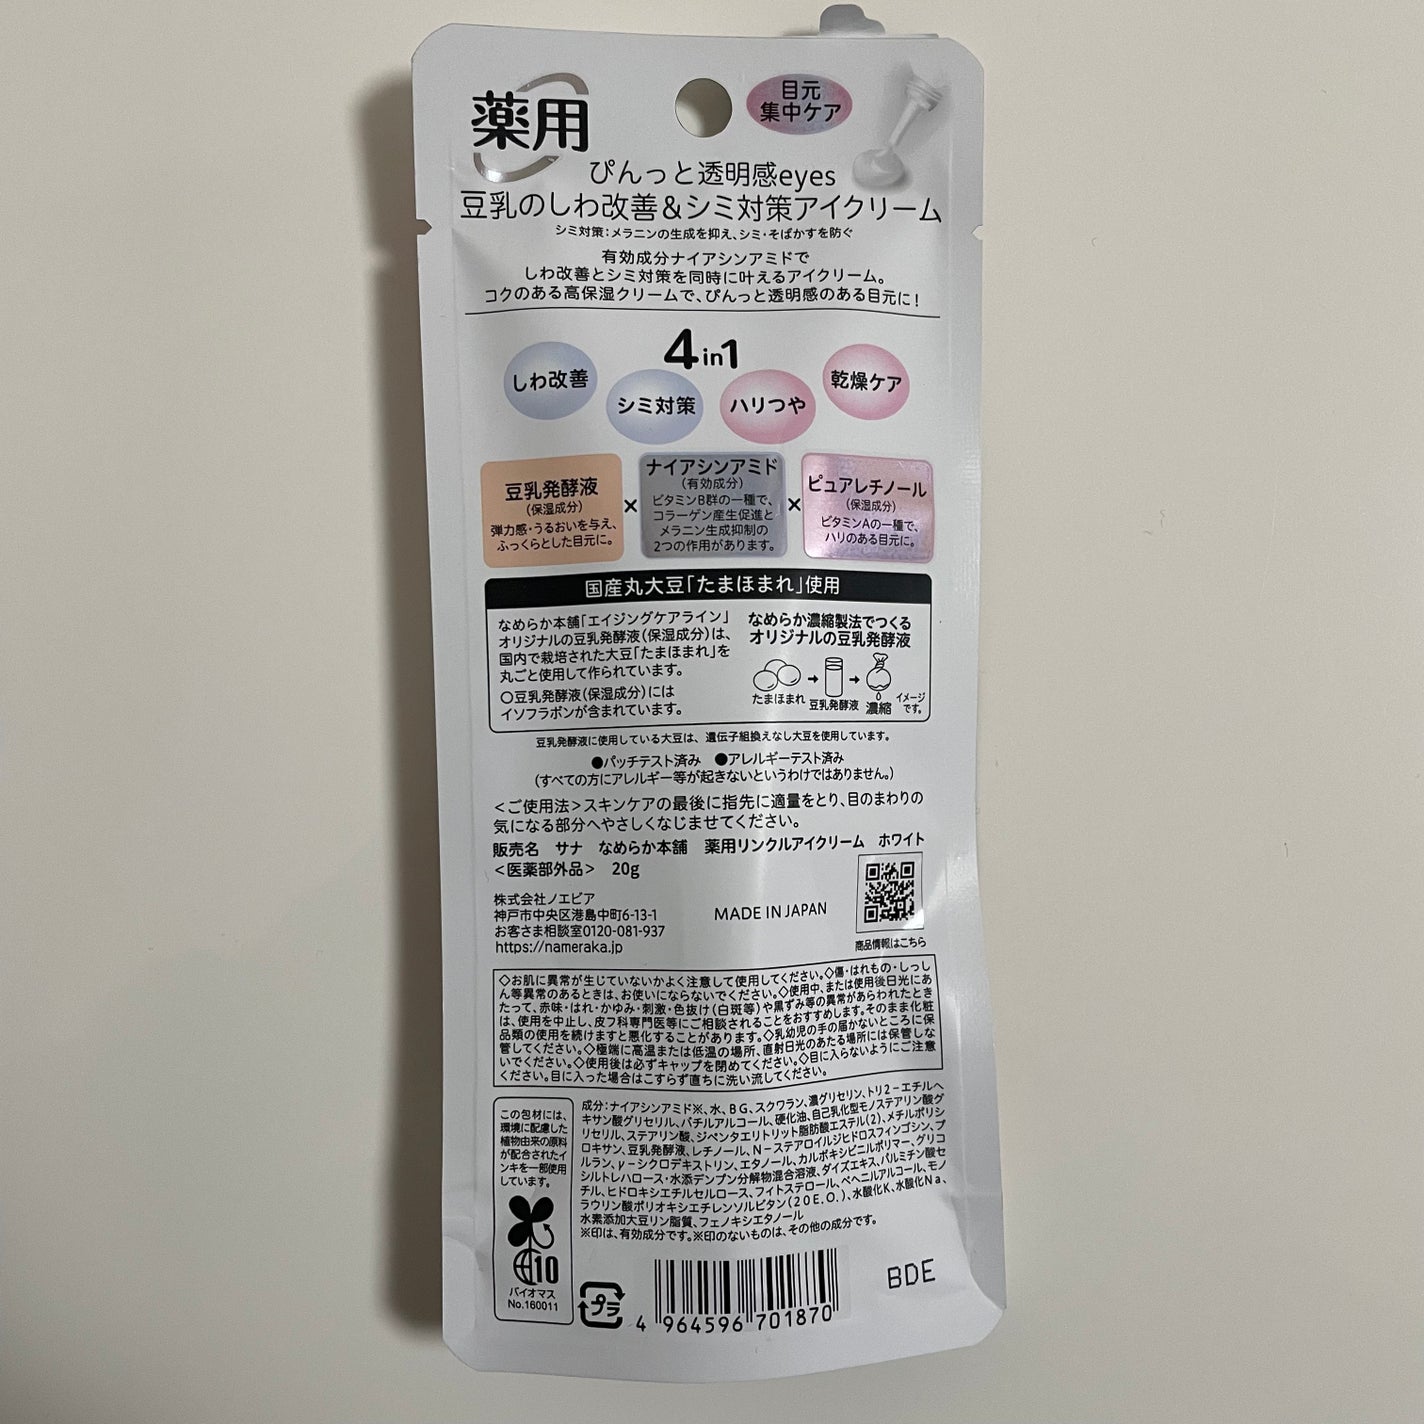 薬用
目元
集中ケア
ぴんっと透明感eyes
豆乳のしわ改善&シミ対策アイクリーム
シミ対策:メラニンの生成を抑え、シミ・そばかすを防ぐ
有効成分ナイアシンアミドで
しわ改善とシミ対策を同時に叶えるアイクリーム。
コクのある高保湿クリームで、ぴんっと透明感のある目元に!
4in1
しわ改善
シミ対策
ハリつや
乾燥ケア
豆乳発酵液
(保湿成分)
弾力感・うるおいを与え、
ふっくらとした目元に。
×
ナイアシンアミド
(有効成分)
ビタミンB群の一種で、
コラーゲン産生促進と
メラニン生成抑制の
2つの作用があります。
×
ピュアレチノール
(保湿成分)
ビタミンAの一種で、
ハリのある目元に。
国産丸大豆「たまほまれ」使用
なめらか本舗「エイジングケアライン」
オリジナルの豆乳発酵液(保湿成分)は、
国内で栽培された大豆「たまほまれ」を
丸ごと使用して作られています。
○豆乳発酵液(保湿成分)には
イソフラボンが含まれています。
なめらか濃縮製法でつくる
オリジナルの豆乳発酵液
たまほまれ
豆乳発酵液
濃縮
イメージ
です。
豆乳発酵液に使用している大豆は、遺伝子組換えなし大豆を使用しています。
●パッチテスト済み ●アレルギーテスト済み
(すべての方にアレルギー等が起きないというわけではありません。)
<ご使用法>スキンケアの最後に指先に適量をとり、目のまわりの
気になる部分へやさしくなじませてください。
販売名 サナ なめらか本舗 薬用リンクルアイクリーム ホワイト
<医薬部外品> 20g
株式会社ノエビア
神戸市中央区港島中町6-13-1
お客さま相談室0120-081-937
https://nameraka.jp
MADE IN JAPAN
商品情報はこちら
◇お肌に異常が生じていないかよく注意して使用してください。◇傷・はれもの・しっし
ん等異常のあるときは、お使いにならないでください。◇使用中、または使用後日光にあ
たって、赤味・はれ・かゆみ・刺激・色抜け(白斑等)や黒ずみ等の異常があらわれたとき
は、使用を中止し、皮フ科専門医等にご相談されることをおすすめします。そのまま化粧
品類の使用を続けますと悪化することがあります。◇乳幼児の手の届かないところに保
管してください。◇極端に高温または低温の場所、直射日光のあたる場所には保管しな
いでください。◇使用後は必ずキャップを閉めてください。◇目に入らないようにご注意
ください。目に入った場合はこすらず直ちに洗い流してください。
この包材には、
環境に配慮した
植物由来の原料
が配合されたイ
ンキを一部使用
しています。
10
バイオマス
No.160011
成分:ナイアシンアミド※、水、BG、スクワラン、濃グリセリン、トリ2-エチルヘ
キサン酸グリセリル、バチルアルコール、硬化油、自己乳化型モノステアリン酸グ
リセリル、ステアリン酸、ジペンタエリトリット脂肪酸エステル(2)、メチルポリシ
ロキサン、豆乳発酵液、レチノール、N-ステアロイルジヒドロスフィンゴシン、プ
ルラン、γ-シクロデキストリン、エタノール、カルボキシビニルポリマー、グリコ
シルトレハロース・水添デンプン分解物混合溶液、ダイズエキス、パルミチン酸セ
チル、ヒドロキシエチルセルロース、フィトステロール、ベヘニルアルコール、モノ
ラウリン酸ポリオキシエチレンソルビタン(20E.O.)、水酸化K、水酸化Na、
水素添加大豆リン脂質、フェノキシエタノール
※印は、有効成分です。※印のないものは、その他の成分です。
プラ
4 964596 701870
BDE